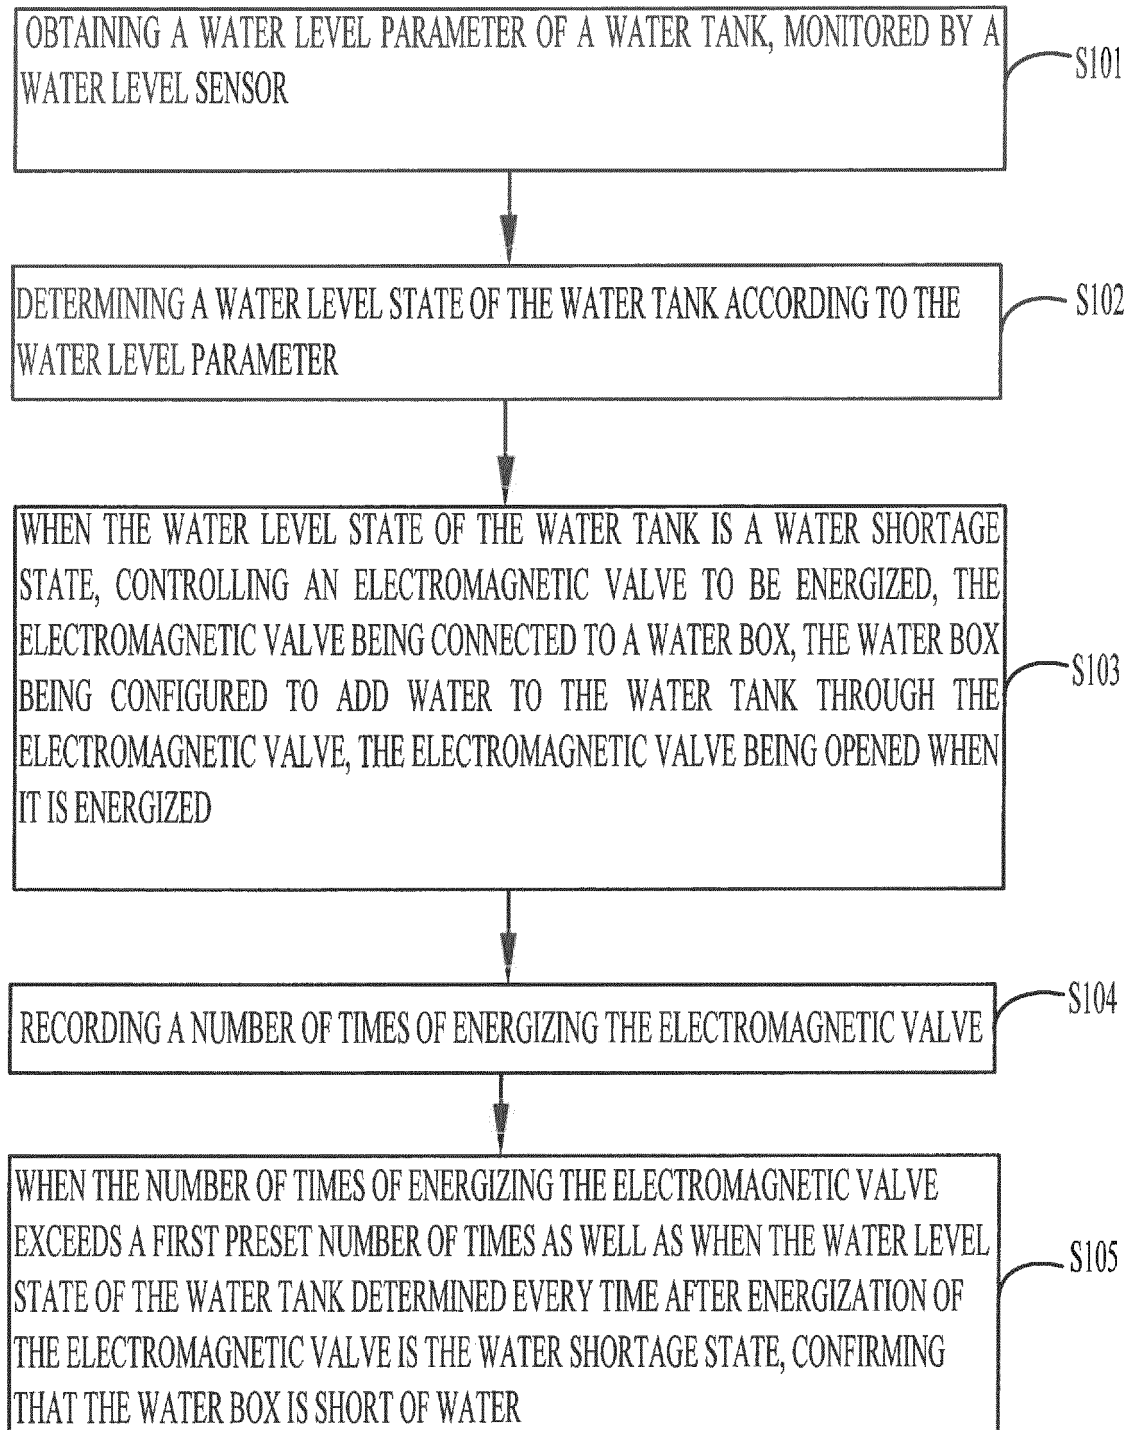 OBTAINING A WATER LEVEL PARAMETER OF A WATER TANK, MONITORED BY A
WATER LEVEL SENSOR
S101
DETERMINING A WATER LEVEL STATE OF THE WATER TANK ACCORDING TO THE
WATER LEVEL PARAMETER
S102
WHEN THE WATER LEVEL STATE OF THE WATER TANK IS A WATER SHORTAGE
STATE, CONTROLLING AN ELECTROMAGNETIC VALVE TO BE ENERGIZED, THE
ELECTROMAGNETIC VALVE BEING CONNECTED TO A WATER BOX, THE WATER BOX
BEING CONFIGURED TO ADD WATER TO THE WATER TANK THROUGH THE
ELECTROMAGNETIC VALVE, THE ELECTROMAGNETIC VALVE BEING OPENED WHEN
IT IS ENERGIZED
S103
RECORDING A NUMBER OF TIMES OF ENERGIZING THE ELECTROMAGNETIC VALVE
S104
WHEN THE NUMBER OF TIMES OF ENERGIZING THE ELECTROMAGNETIC VALVE
EXCEEDS A FIRST PRESET NUMBER OF TIMES AS WELL AS WHEN THE WATER LEVEL
STATE OF THE WATER TANK DETERMINED EVERY TIME AFTER ENERGIZATION OF
THE ELECTROMAGNETIC VALVE IS THE WATER SHORTAGE STATE, CONFIRMING
THAT THE WATER BOX IS SHORT OF WATER
S105